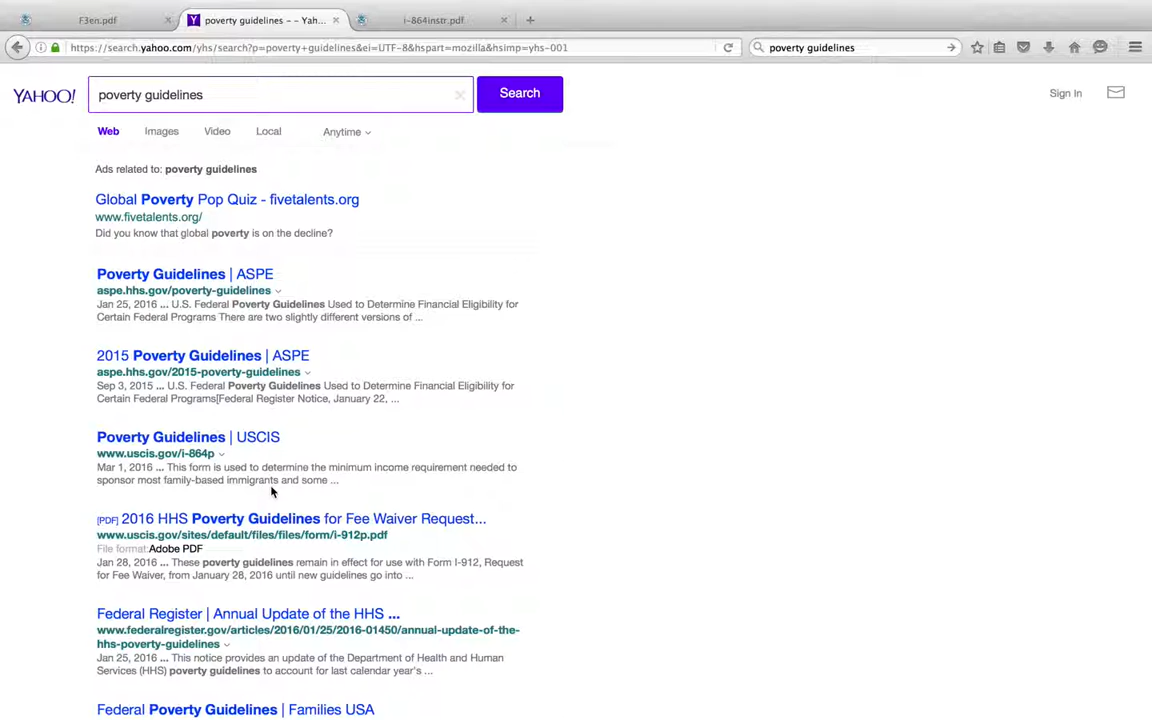 F3en.pdf
poverty guidelines - - Yah...
i-864instr.pdf
https://search.yahoo.com/yhs/search?p=poverty+guidelines&ei=UTF-8&hspart=mozilla&hsimp=yhs-001
poverty guidelines
YAHOO!
poverty guidelines
Search
Sign In
Web Images Video Local Anytime
Ads related to: poverty guidelines
Global Poverty Pop Quiz - fivetalents.org
www.fivetalents.org/
Did you know that global poverty is on the decline?
Poverty Guidelines | ASPE
aspe.hhs.gov/poverty-guidelines
Jan 25, 2016 ... U.S. Federal Poverty Guidelines Used to Determine Financial Eligibility for
Certain Federal Programs There are two slightly different versions of ...
2015 Poverty Guidelines | ASPE
aspe.hhs.gov/2015-poverty-guidelines
Sep 3, 2015 ... U.S. Federal Poverty Guidelines Used to Determine Financial Eligibility for
Certain Federal Programs[Federal Register Notice, January 22, ...
Poverty Guidelines | USCIS
www.uscis.gov/i-864p
Mar 1, 2016 ... This form is used to determine the minimum income requirement needed to
sponsor most family-based immigrants and some ...
[PDF] 2016 HHS Poverty Guidelines for Fee Waiver Request...
www.uscis.gov/sites/default/files/files/form/i-912p.pdf
File format:Adobe PDF
Jan 28, 2016 ... These poverty guidelines remain in effect for use with Form I-912, Request
for Fee Waiver, from January 28, 2016 until new guidelines go into ...
Federal Register | Annual Update of the HHS ...
www.federalregister.gov/articles/2016/01/25/2016-01450/annual-update-of-the-
hhs-poverty-guidelines
Jan 25, 2016 ... This notice provides an update of the Department of Health and Human
Services (HHS) poverty guidelines to account for last calendar year's ...
Federal Poverty Guidelines | Families USA